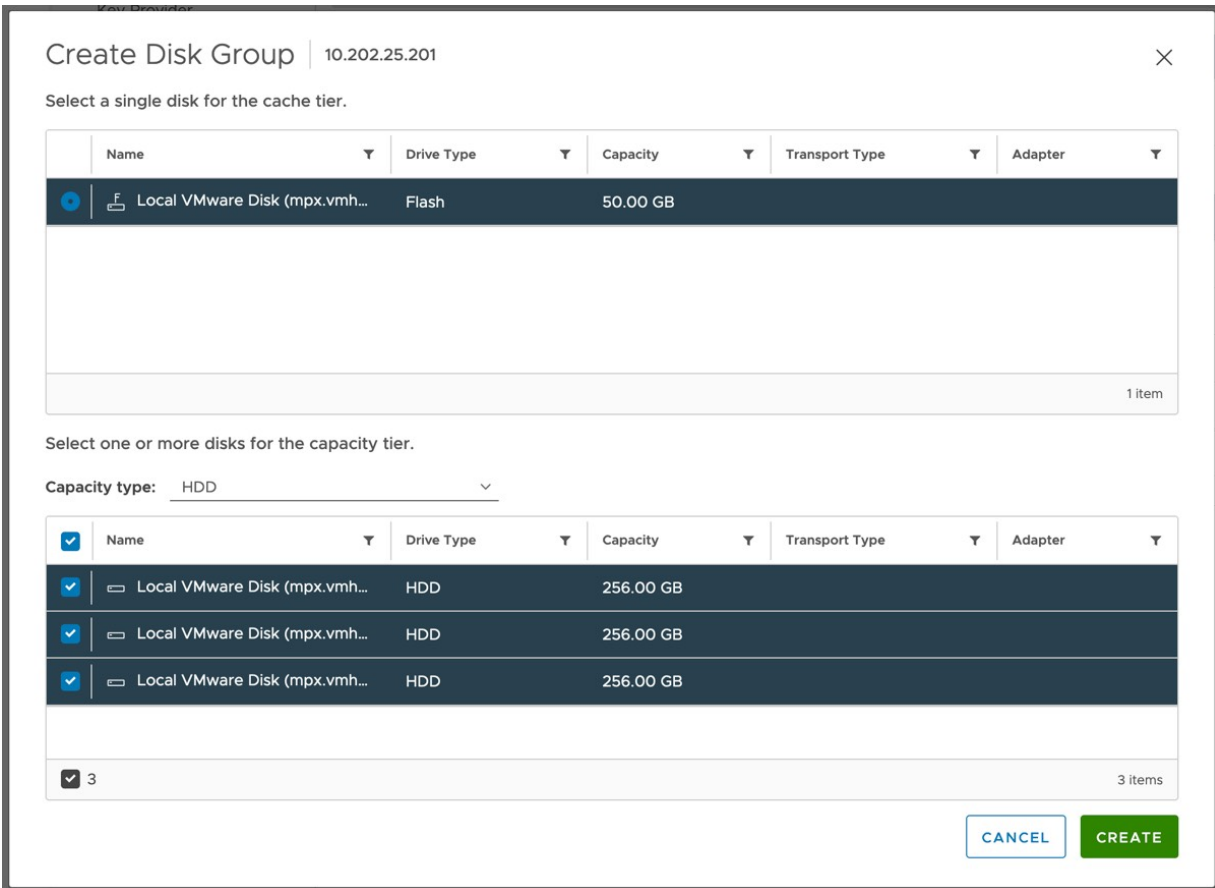 Key Provider
Create Disk Group 10.202.25.201
Select a single disk for the cache tier.
Name Drive Type Capacity Transport Type Adapter
F Local VMware Disk (mpx.vmh... Flash 50.00 GB
1 item
Select one or more disks for the capacity tier.
Capacity type: HDD
Name Drive Type Capacity Transport Type Adapter
Local VMware Disk (mpx.vmh... HDD 256.00 GB
Local VMware Disk (mpx.vmh... HDD 256.00 GB
Local VMware Disk (mpx.vmh... HDD 256.00 GB
3 3 items
CANCEL CREATE